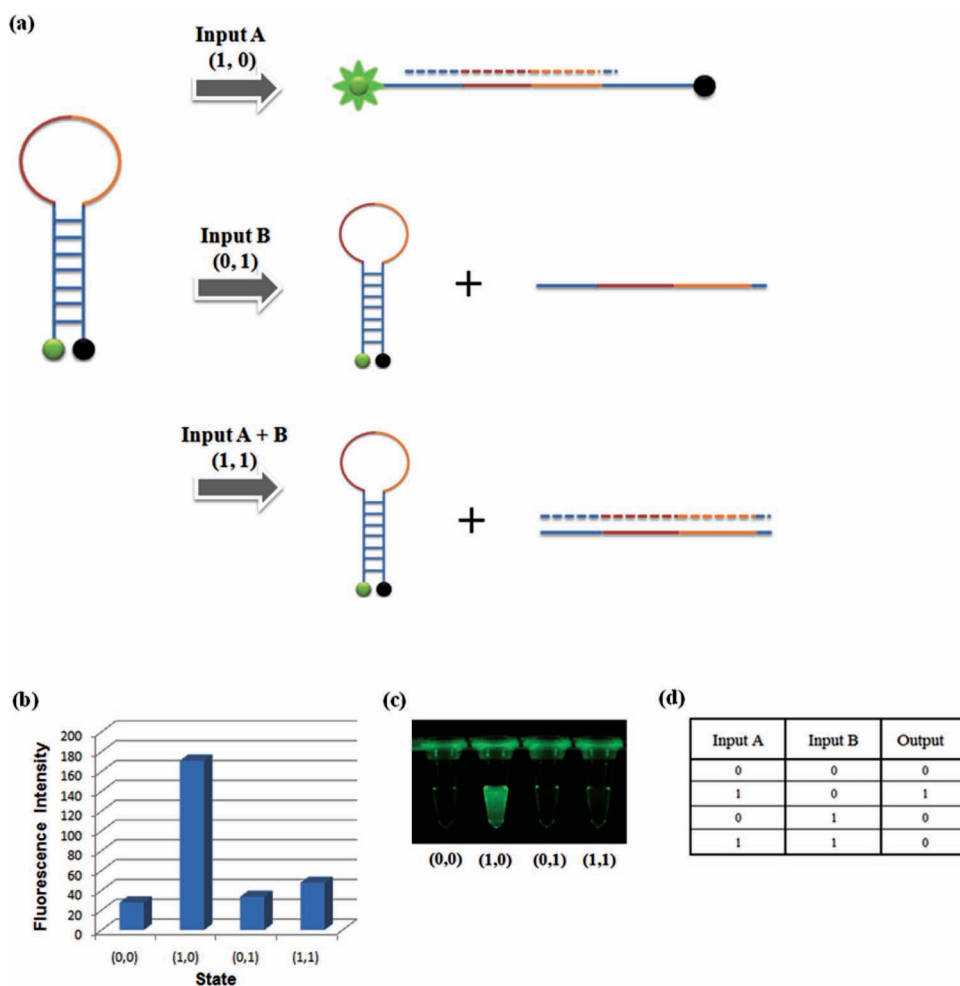 (a)
Input A
(1, 0)
Input B
(0, 1)
+
Input A + B
(1, 1)
+
(b)
Fluorescence Intensity
200
180
160
140
120
100
80
60
40
20
0
(0,0) (1,0) (0,1) (1,1)
State
(c)
(0,0) (1,0) (0,1) (1,1)
(d)
Input A Input B Output
0 0 0
1 0 1
0 1 0
1 1 0